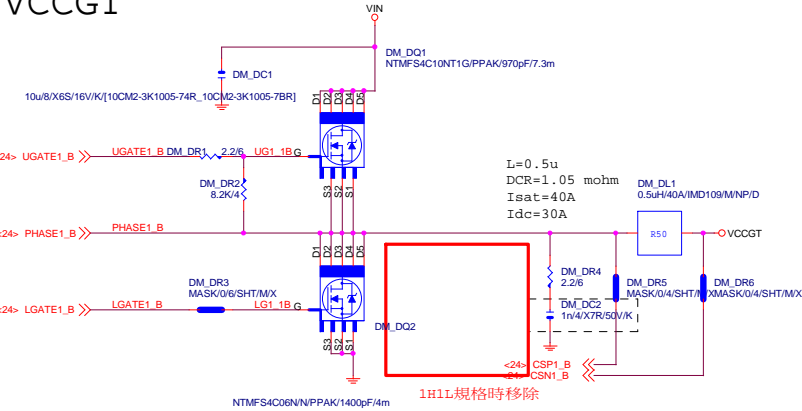 VCCGT
VIN
DM_DQ1
NTMFS4C10NT1G/PPAK/970pF/7.3m
DM_DC1
10u/8/X6S/16V/K/[10CM2-3K1005-74R_10CM2-3K1005-7BR]
D1 D2 D3 D4 D5
24> UGATE1_B
UGATE1_B
DM_DR1
2.2/6
UG1_1B
G
DM_DR2
8.2K/4
S3 S2 S1
L=0.5u
DCR=1.05 mohm
Isat=40A
Idc=30A
DM_DL1
0.5uH/40A/IMD109/M/NP/D
<24> PHASE1_B
PHASE1_B
R50
VCCGT
D1 D2 D3 D4 D5
DM_DR3
MASK/0/6/SHT/M/X
24> LGATE1_B
LGATE1_B
LG1_1B
G
DM_DQ2
S3 S2 S1
DM_DR4
2.2/6
DM_DC2
1n/4/X7R/50V/K
DM_DR5
MASK/0/4/SHT/M/X
DM_DR6
MASK/0/4/SHT/M/X
<24> CSP1_B
<24> CSN1_B
1H1L規格時移除
NTMFS4C06N/N/PPAK/1400pF/4m